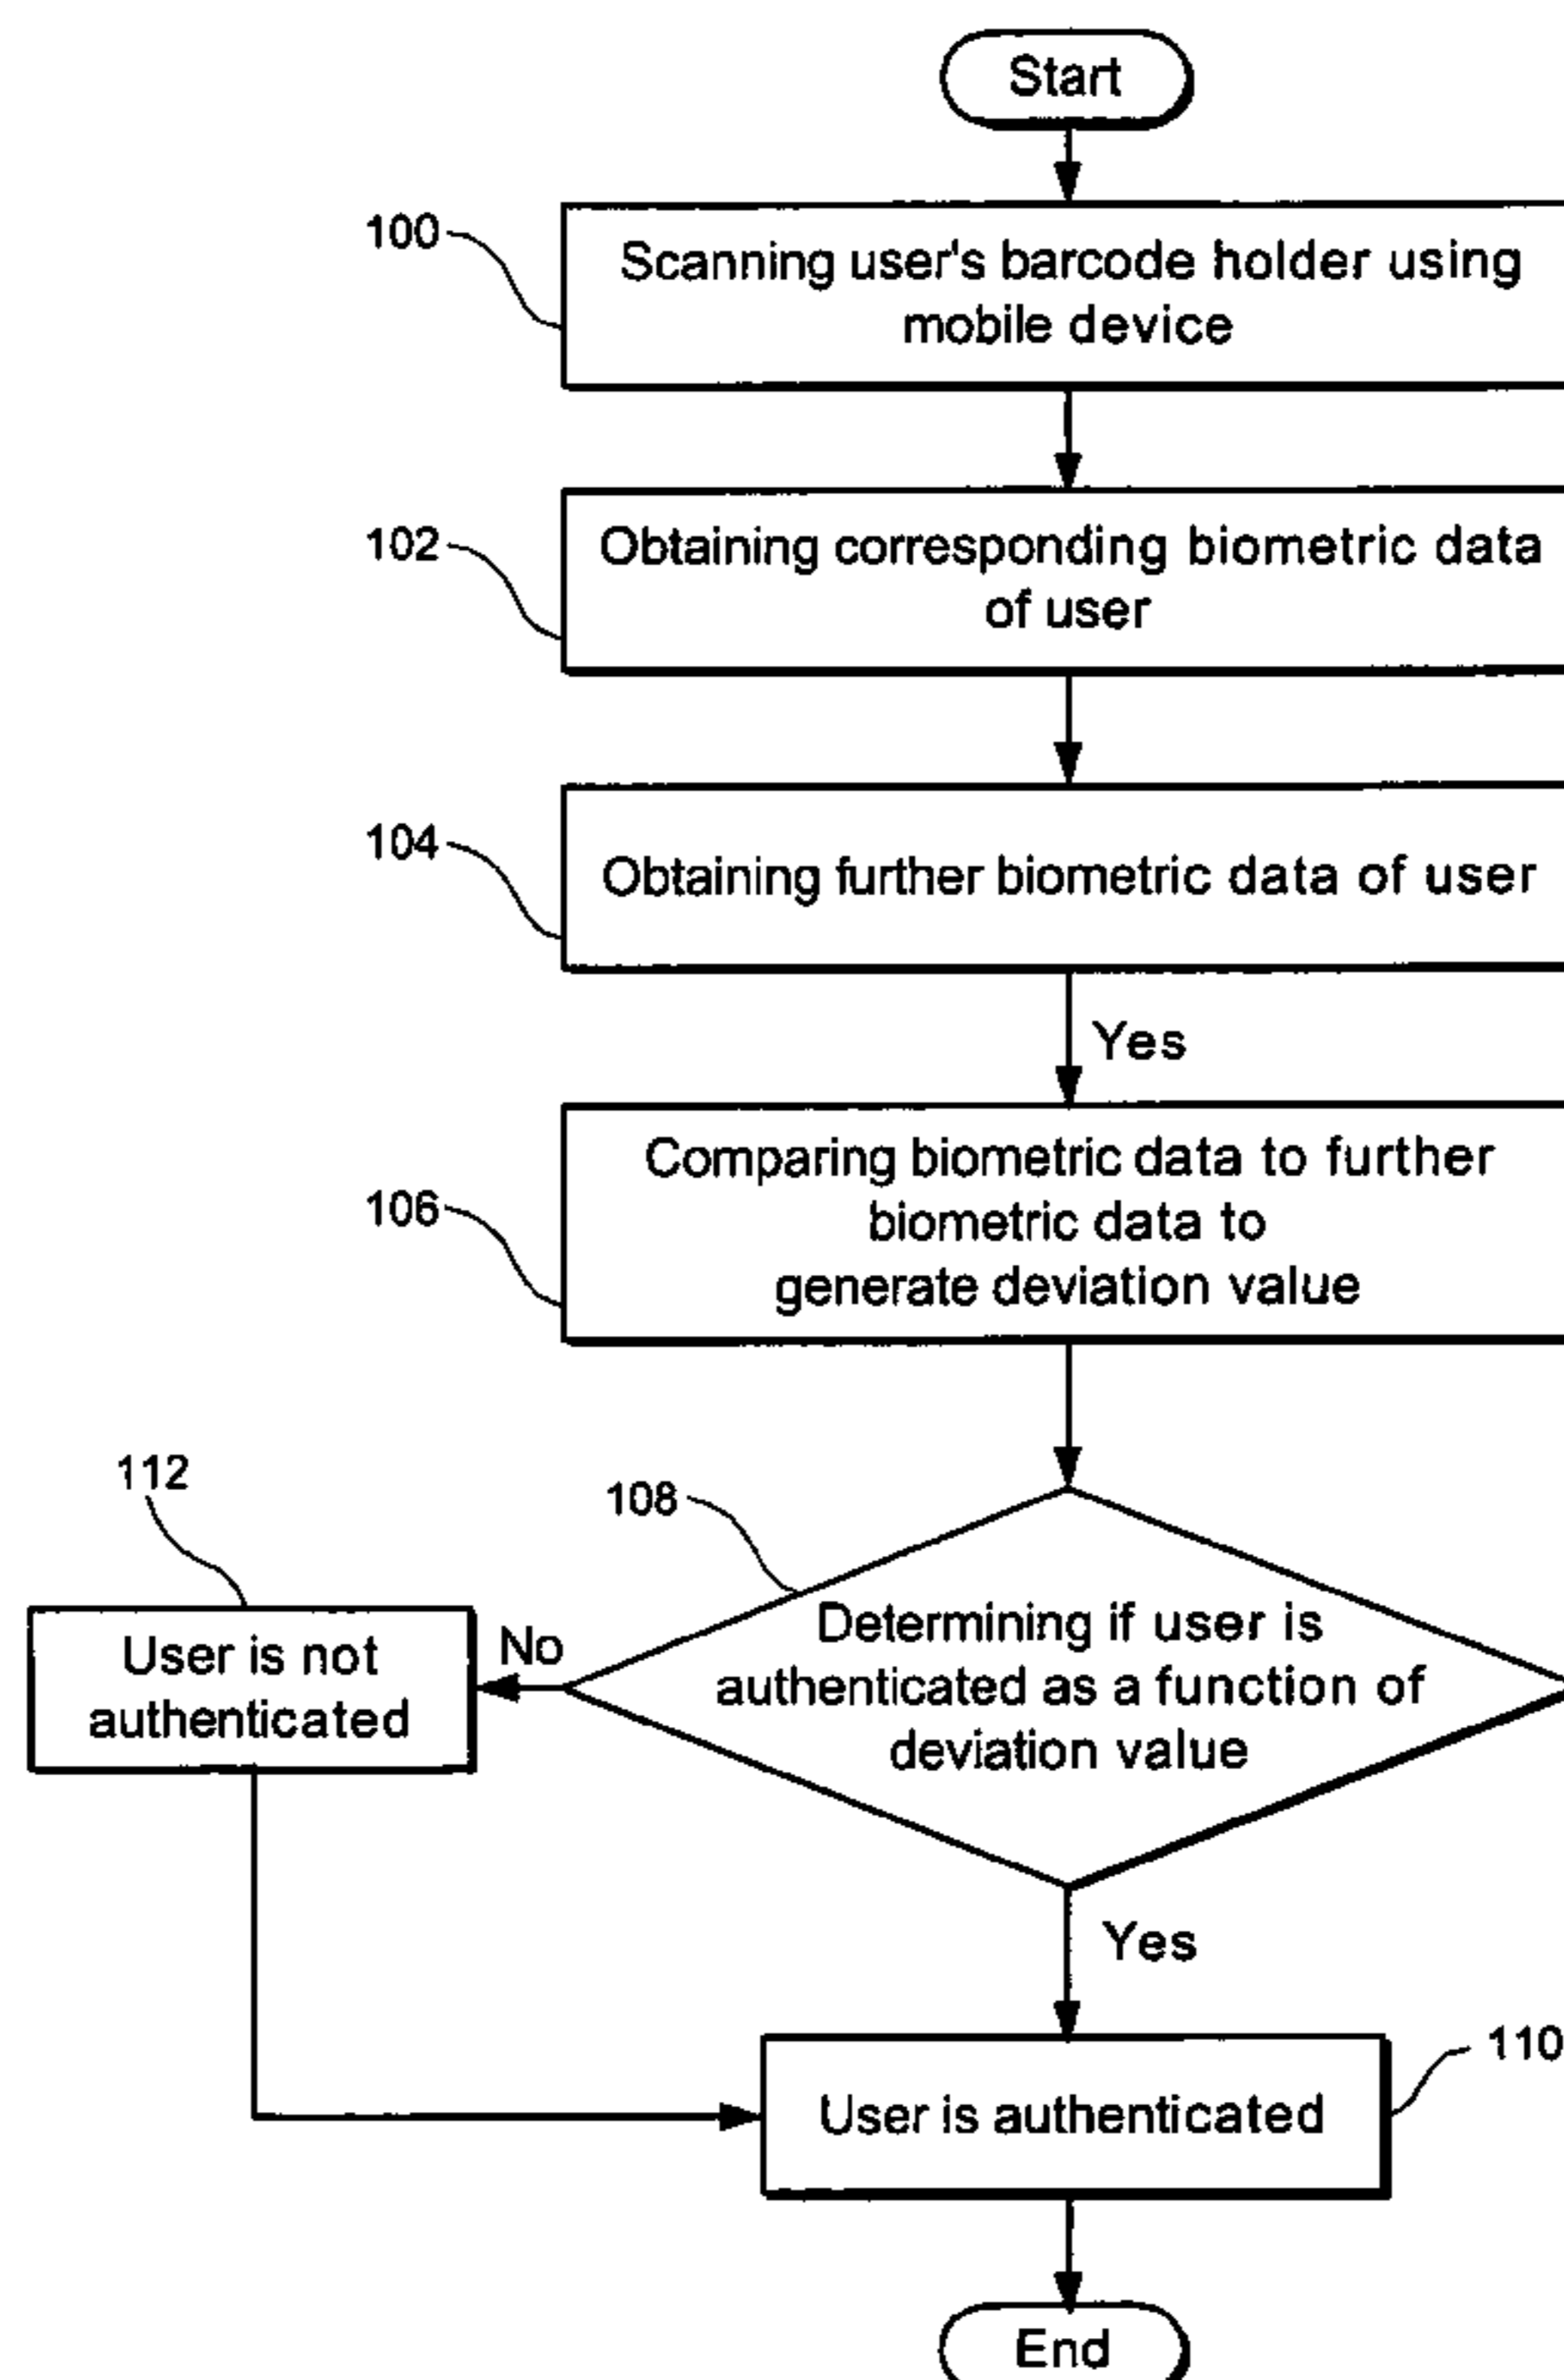 Start
100
Scanning user's barcode holder using
mobile device
102
Obtaining corresponding biometric data
of user
104
Obtaining further biometric data of user
Yes
106
Comparing biometric data to further
biometric data to
generate deviation value
112
108
User is not
authenticated
No
Determining if user is
authenticated as a function of
deviation value
Yes
110
User is authenticated
End